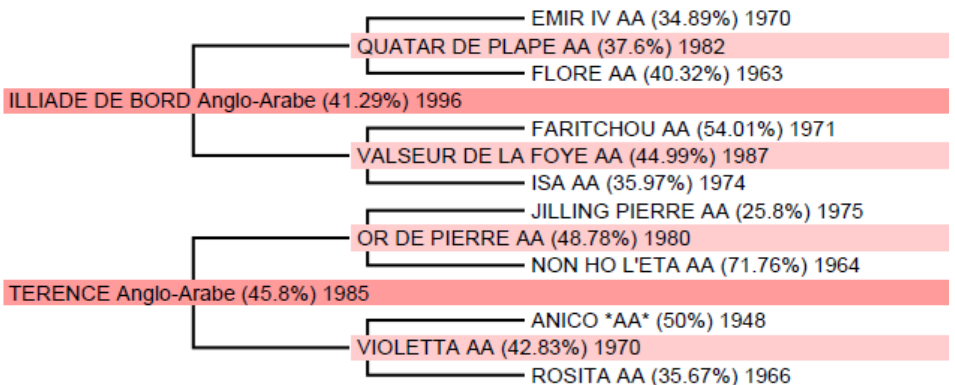 EMIR IV AA (34.89%) 1970
QUATAR DE PLAPE AA (37.6%) 1982
FLORE AA (40.32%) 1963
ILLIADE DE BORD Anglo-Arabe (41.29%) 1996
FARITCHOU AA (54.01%) 1971
VALSEUR DE LA FOYE AA (44.99%) 1987
ISA AA (35.97%) 1974
JILLING PIERRE AA (25.8%) 1975
OR DE PIERRE AA (48.78%) 1980
NON HO L'ETA AA (71.76%) 1964
TERENCE Anglo-Arabe (45.8%) 1985
ANICO *AA* (50%) 1948
VIOLETTA AA (42.83%) 1970
ROSITA AA (35.67%) 1966